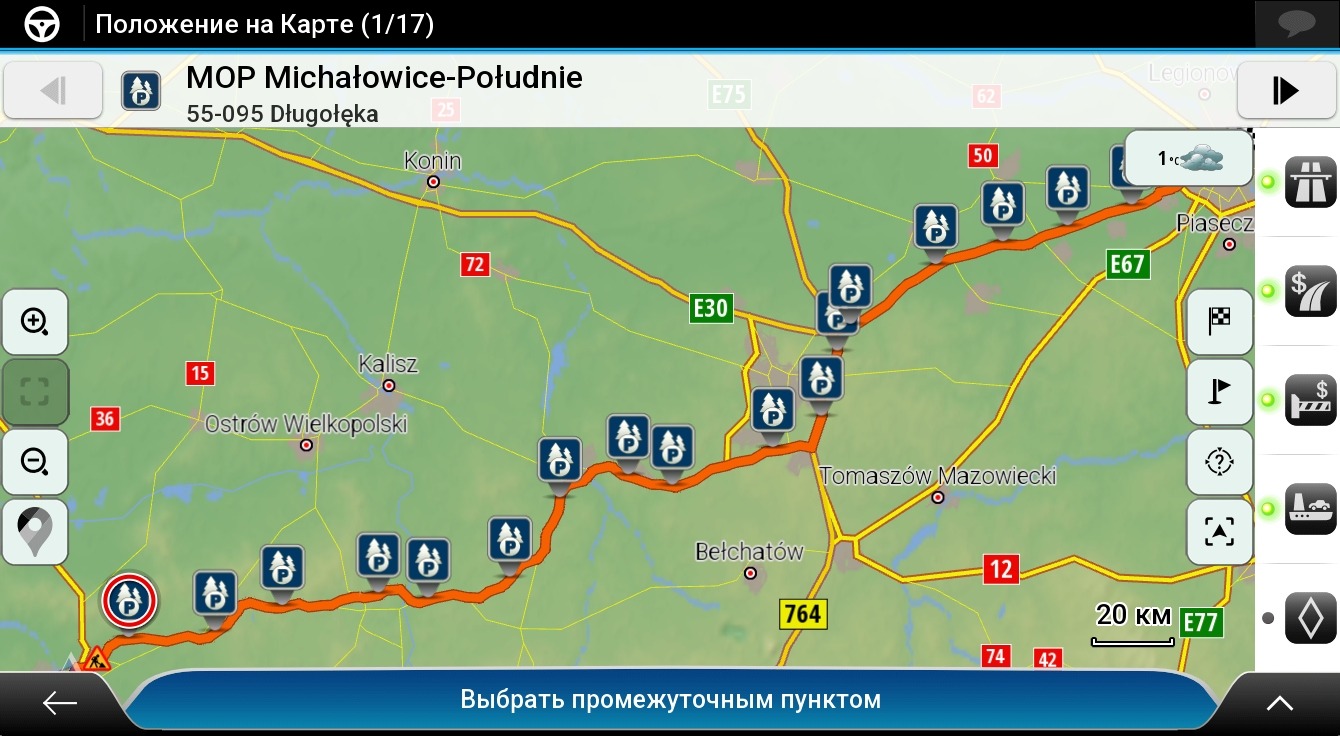 Положение на Карте (1/17)
MOP Michałowice-Południe
55-095 Długołęka
25
E75
62
Legionow
Konin
50
1°C
Piasecz
72
E67
E30
$
15
Kalisz
36
Ostrów Wielkopolski
$
Tomaszów Mazowiecki
Bełchatów
12
764
20 км
E77
74
42
Выбрать промежуточным пунктом